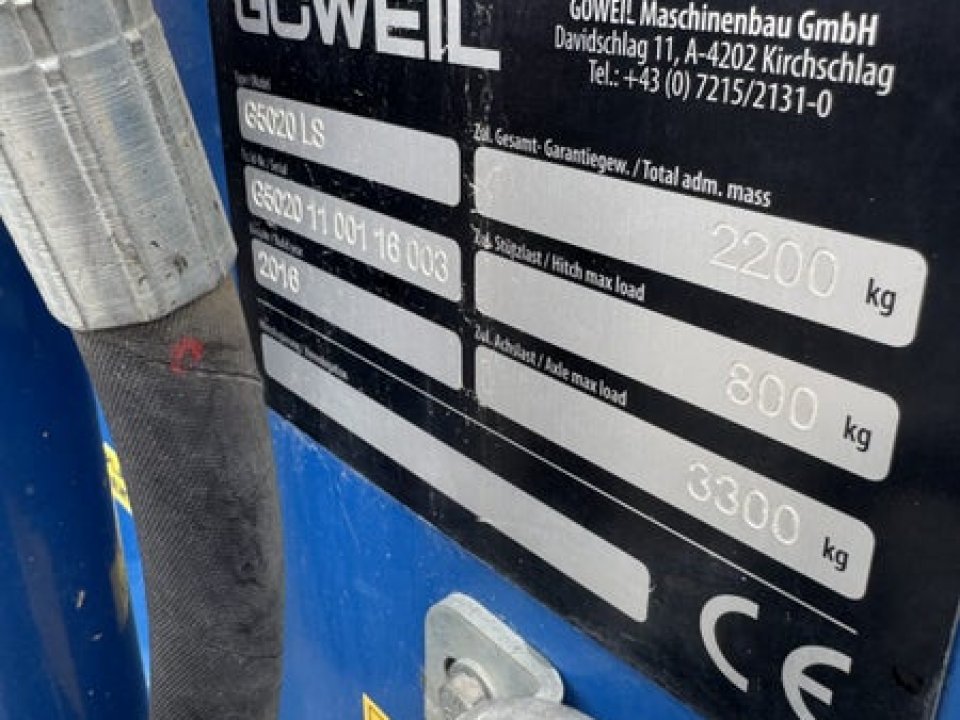 GÖWEIL
GÖWEIL Maschinenbau GmbH
Davidschlag 11, A-4202 Kirchschlag
Tel.: +43 (0) 7215/2131-0
G5020 LS
G5020 11 001 16 003
2016
Zul. Gesamt- Garantiegew. / Total adm. mass
2200 kg
Zul. Stützlast / Hitch max load
800 kg
Zul. Achslast / Axle max load
3300 kg
CE